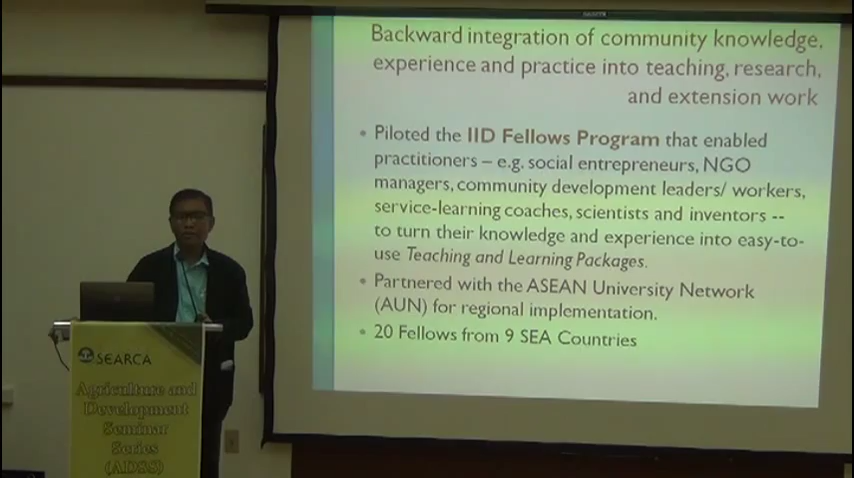 Backward integration of community knowledge,
experience and practice into teaching, research,
and extension work
• Piloted the IID Fellows Program that enabled
practitioners – e.g. social entrepreneurs, NGO
managers, community development leaders/ workers,
service-learning coaches, scientists and inventors --
to turn their knowledge and experience into easy-to-
use Teaching and Learning Packages.
• Partnered with the ASEAN University Network
(AUN) for regional implementation.
• 20 Fellows from 9 SEA Countries
SEARCA
Agriculture and
Development
Seminar
Series
(ADSS)